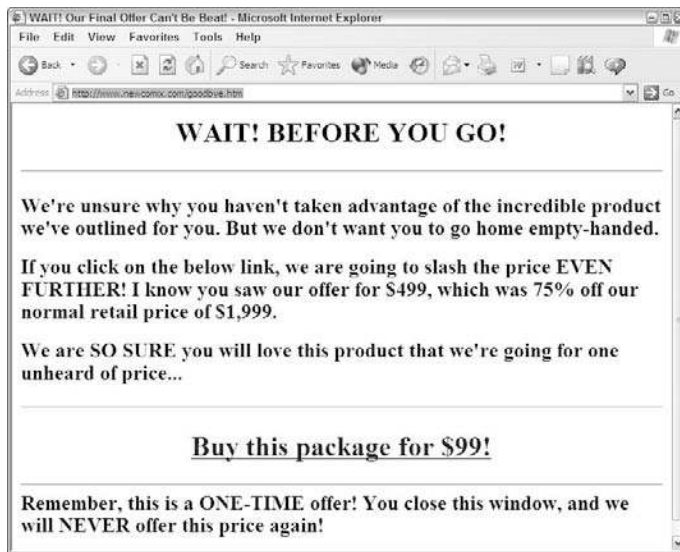 WAIT! Our Final Offer Can't Be Beat! - Microsoft Internet Explorer
File Edit View Favorites Tools Help
Back Search Favorites Media
Address http://www.newcomix.com/goodbye.htm Go
WAIT! BEFORE YOU GO!
We're unsure why you haven't taken advantage of the incredible product
we've outlined for you. But we don't want you to go home empty-handed.
If you click on the below link, we are going to slash the price EVEN
FURTHER! I know you saw our offer for $499, which was 75% off our
normal retail price of $1,999.
We are SO SURE you will love this product that we're going for one
unheard of price...
Buy this package for $99!
Remember, this is a ONE-TIME offer! You close this window, and we
will NEVER offer this price again!